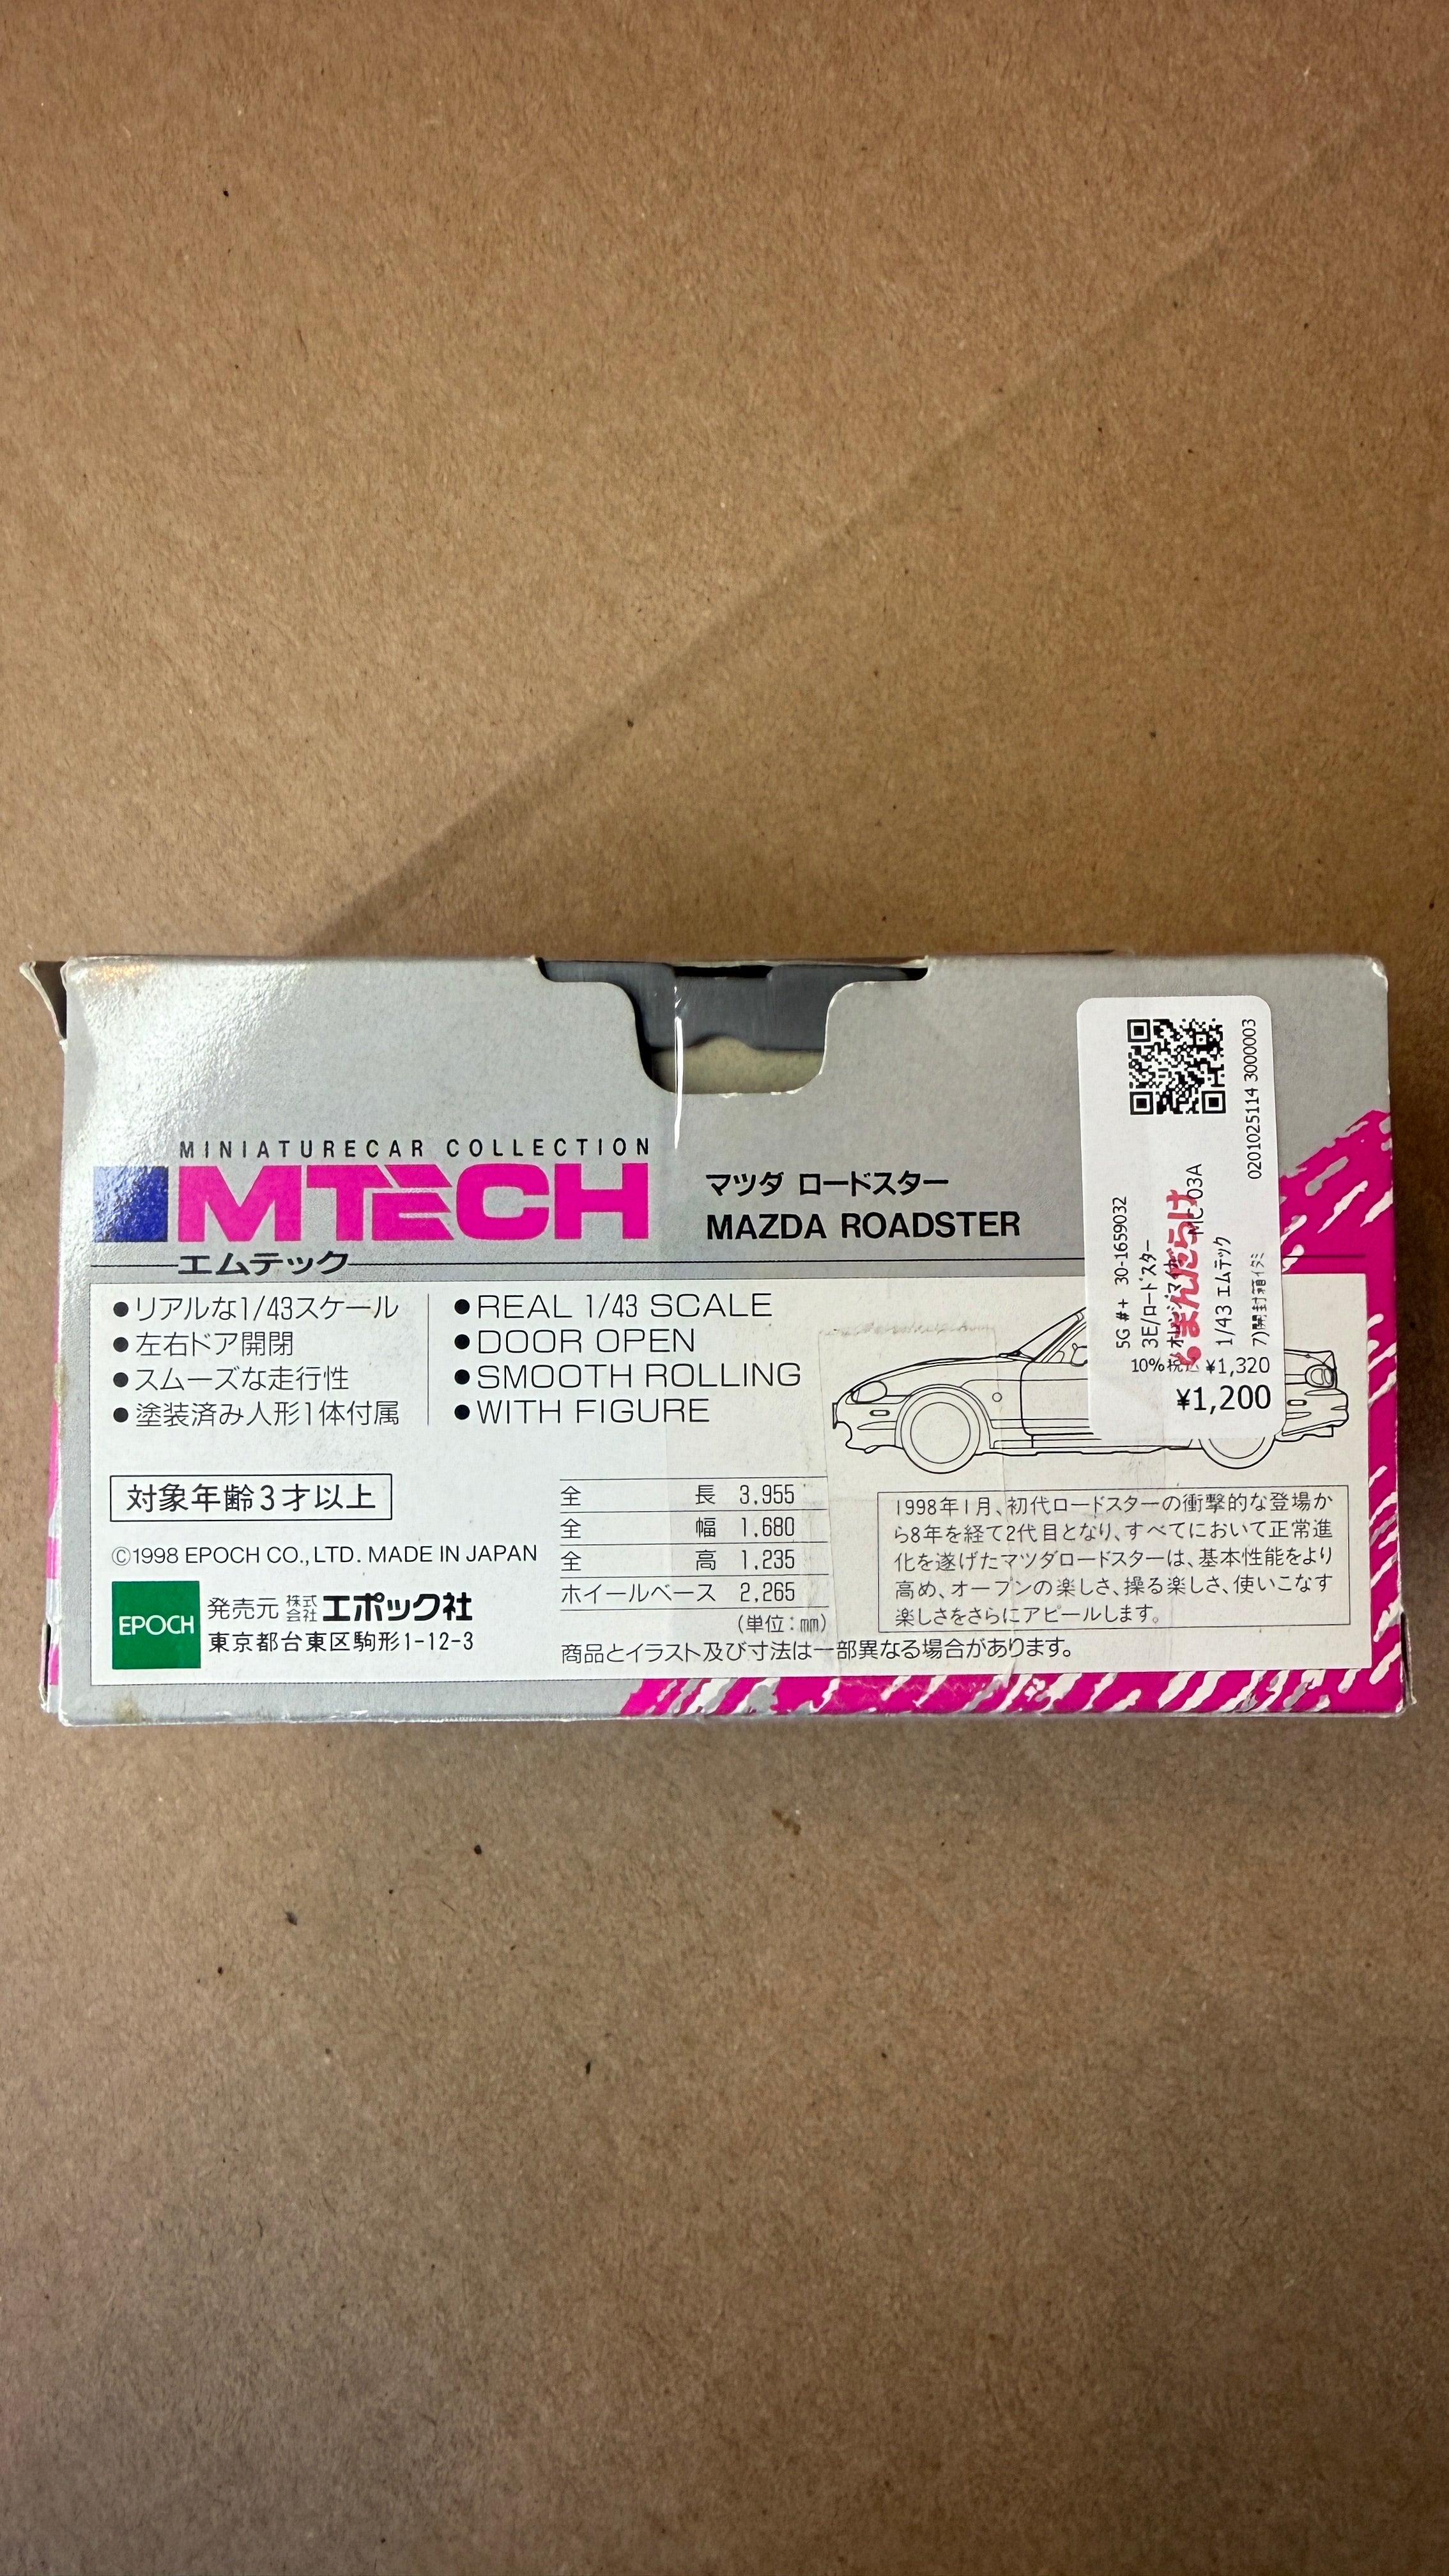 MINIATURECAR COLLECTION
MTECH
エムテック
マツダ ロードスター
MAZDA ROADSTER
●リアルな1/43スケール
●左右ドア開閉
●スムーズな走行性
●塗装済み人形1体付属
●REAL 1/43 SCALE
●DOOR OPEN
●SMOOTH ROLLING
●WITH FIGURE
対象年齢3才以上
©1998 EPOCH CO., LTD. MADE IN JAPAN
EPOCH
発売元 株式会社エポック社
東京都台東区駒形1-12-3
全長 3,955
全幅 1,680
全高 1,235
ホイールベース 2,265
(単位:mm)
商品とイラスト及び寸法は一部異なる場合があります。
1998年1月、初代ロードスターの衝撃的な登場か
ら8年を経て2代目となり、すべてにおいて正常進
化を遂げたマツダロードスターは、基本性能をより
高め、オープンの楽しさ、操る楽しさ、使いこなす
楽しさをさらにアピールします。
5G #+ 30-1659032
3E/ロードスター
MC-03A
まんだらけ
1/43 エムテック
7)開封箱イタミ
0201025114 3000003
10%税込 ¥1,320
¥1,200